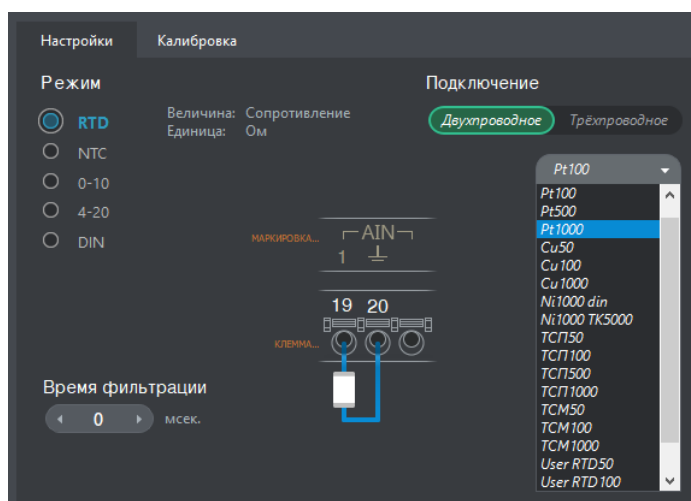 Настройки
Калибровка
Режим
RTD
NTC
0-10
4-20
DIN
Величина: Сопротивление
Единица: Ом
Подключение
Двухпроводное
Трёхпроводное
Pt100
Pt100
Pt500
Pt1000
Cu50
Cu100
Cu1000
Ni1000 din
Ni1000 TK5000
ТСП50
ТСП100
ТСП500
ТСП1000
ТСМ50
ТСМ100
ТСМ1000
User RTD50
User RTD100
МАРКИРОВКА...
AIN
1
19 20
КЛЕММА...
Время фильтрации
0 мсек.